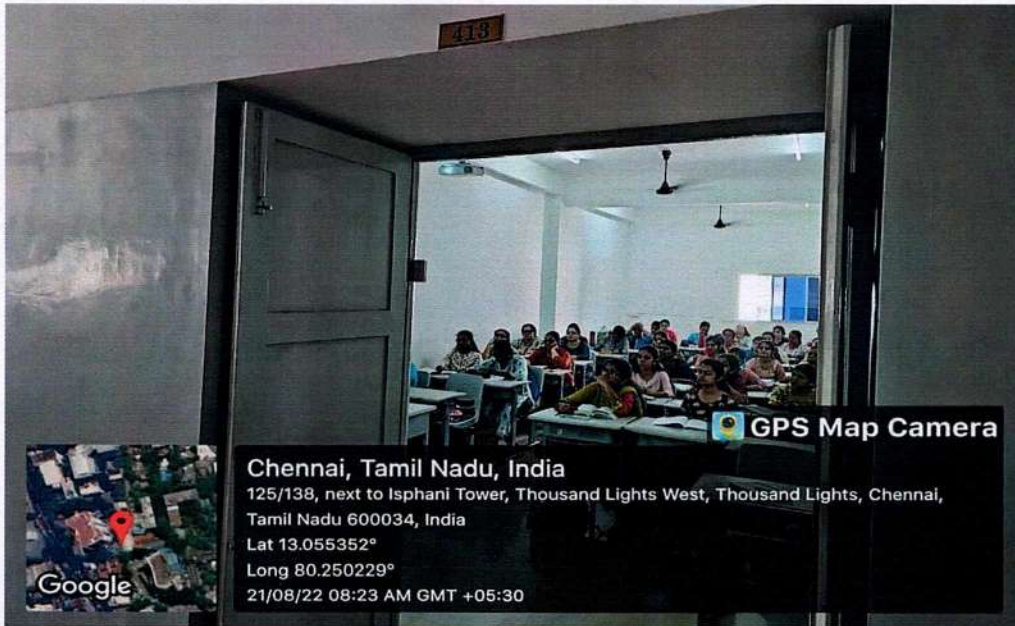 413
GPS Map Camera
Chennai, Tamil Nadu, India
125/138, next to Isphani Tower, Thousand Lights West, Thousand Lights, Chennai,
Tamil Nadu 600034, India
Lat 13.055352°
Long 80.250229°
21/08/22 08:23 AM GMT +05:30
Google